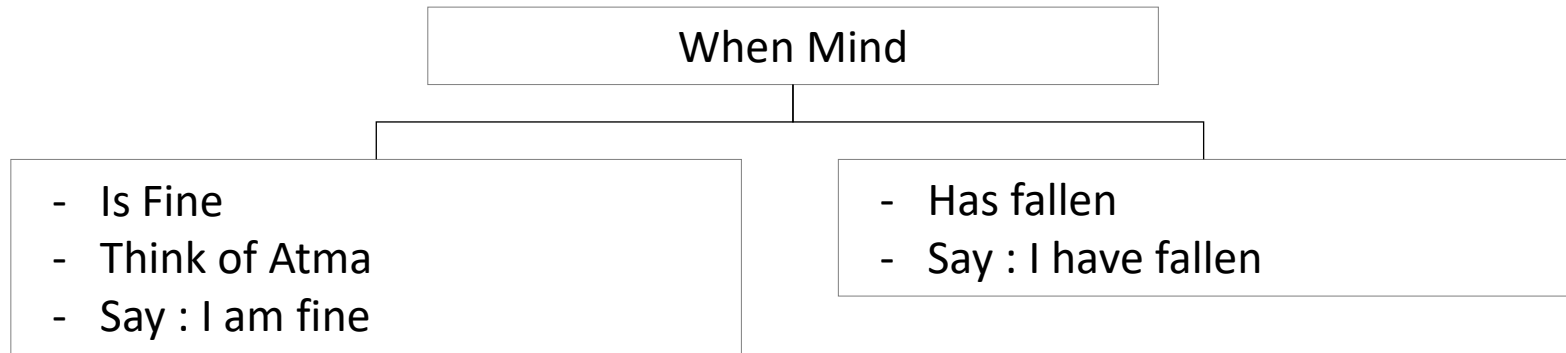 When Mind
- Is Fine
- Think of Atma
- Say : I am fine
- Has fallen
- Say : I have fallen